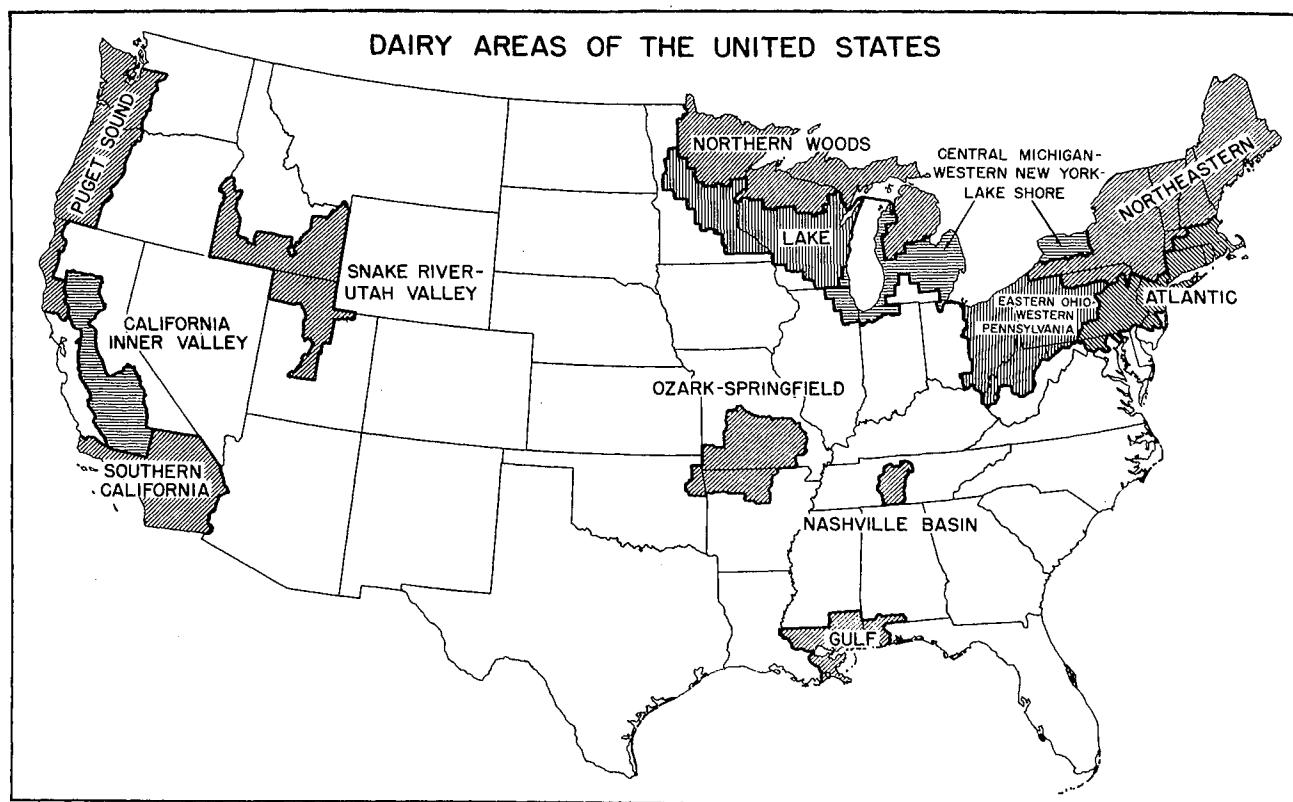 DAIRY AREAS OF THE UNITED STATES
PUGET SOUND
NORTHERN WOODS
CENTRAL MICHIGAN-
WESTERN NEW YORK-
LAKE SHORE
NORTHEASTERN
LAKE
SNAKE RIVER-
UTAH VALLEY
EASTERN OHIO-
WESTERN
PENNSYLVANIA
ATLANTIC
CALIFORNIA
INNER VALLEY
OZARK-SPRINGFIELD
SOUTHERN
CALIFORNIA
NASHVILLE BASIN
GULF